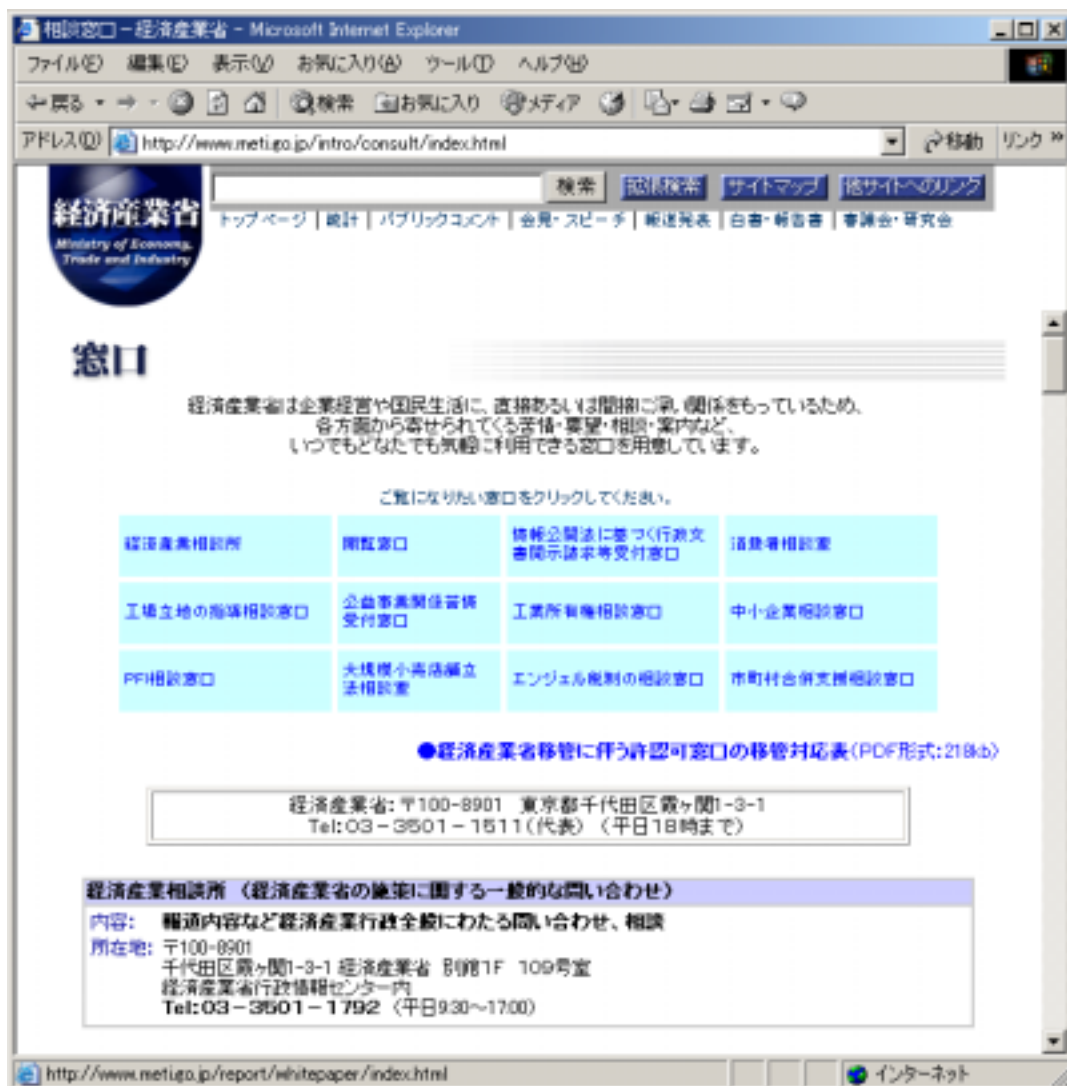 相談窓口 - 経済産業省 - Microsoft Internet Explorer
ファイル(F) 編集(E) 表示(V) お気に入り(A) ツール(T) ヘルプ(H)
戻る 検索 お気に入り メディア
アドレス(D) http://www.meti.go.jp/intro/consult/index.html 移動 リンク »
検索 拡張検索 サイトマップ 他サイトへのリンク
経済産業省
Ministry of Economy,
Trade and Industry
トップページ | 統計 | パブリックコメント | 会見・スピーチ | 報道発表 | 白書・報告書 | 審議会・研究会
窓口
経済産業省は企業経営や国民生活に、直接あるいは間接に深い関係をもっているため、
各方面から寄せられてくる苦情・要望・相談・案内など、
いつでもどなたでも気軽に利用できる窓口を用意しています。
ご覧になりたい窓口をクリックしてください。
経済産業相談所 閲覧窓口 情報公開法に基づく行政文 消費者相談室
書開示請求等受付窓口
工場立地の指導相談窓口 公益事業関係苦情 工業所有権相談窓口 中小企業相談窓口
受付窓口
PFI相談窓口 大規模小売店舗立 エンジェル税制の相談窓口 市町村合併支援相談窓口
法相談室
●経済産業省移管に伴う許認可窓口の移管対応表(PDF形式:218kb)
経済産業省:〒100-8901 東京都千代田区霞ヶ関1-3-1
Tel:03-3501-1511(代表) (平日18時まで)
経済産業相談所 (経済産業省の施策に関する一般的な問い合わせ)
内容: 報道内容など経済産業行政全般にわたる問い合わせ、相談
所在地: 〒100-8901
千代田区霞ヶ関1-3-1 経済産業省 別館1F 109号室
経済産業省行政情報センター内
Tel:03-3501-1792 (平日9:30～17:00)
http://www.meti.go.jp/report/whitepaper/index.html インターネット